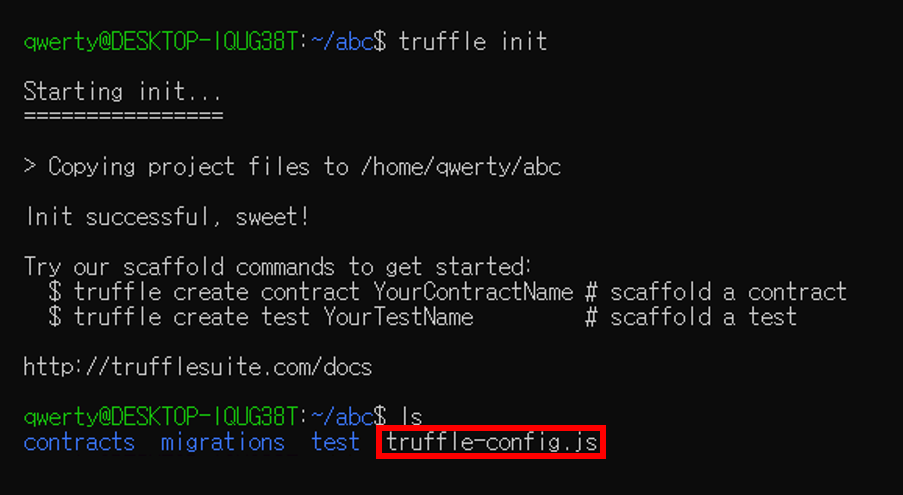 qwerty@DESKTOP-IQUG38T:~/abc$ truffle init
Starting init...
================
> Copying project files to /home/qwerty/abc
Init successful, sweet!
Try our scaffold commands to get started:
$ truffle create contract YourContractName # scaffold a contract
$ truffle create test YourTestName # scaffold a test
http://trufflesuite.com/docs
qwerty@DESKTOP-IQUG38T:~/abc$ ls
contracts migrations test truffle-config.js